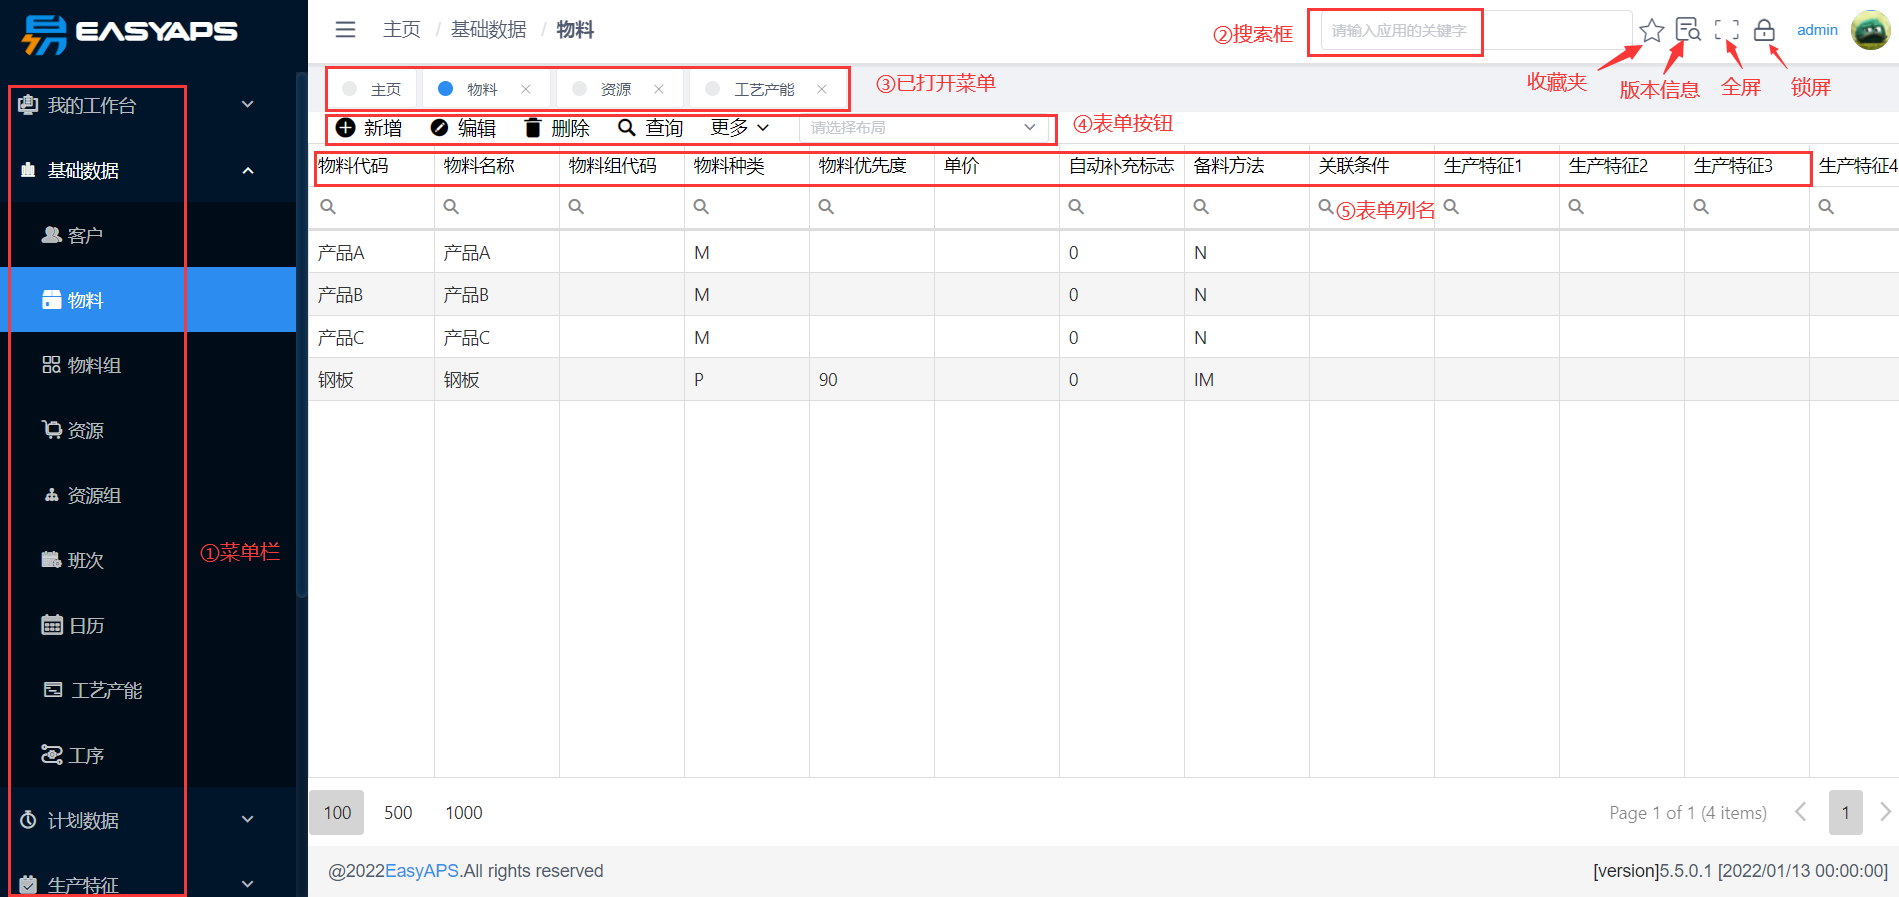 EASYAPS
主页 / 基础数据 / 物料
②搜索框
请输入应用的关键字
admin
收藏夹
版本信息
全屏
锁屏
主页
物料
资源
工艺产能
③已打开菜单
新增
编辑
删除
查询
更多
请选择布局
④表单按钮
我的工作台
基础数据
客户
物料
物料组
资源
资源组
班次
日历
工艺产能
工序
计划数据
生产特征
①菜单栏
物料代码 物料名称 物料组代码 物料种类 物料优先度 单价 自动补充标志 备料方法 关联条件 生产特征1 生产特征2 生产特征3 生产特征4
⑤表单列名
产品A 产品A M 0 N
产品B 产品B M 0 N
产品C 产品C M 0 N
钢板 钢板 P 90 0 IM
100 500 1000
Page 1 of 1 (4 items) 1
@2022EasyAPS.All rights reserved
[version]5.5.0.1 [2022/01/13 00:00:00]